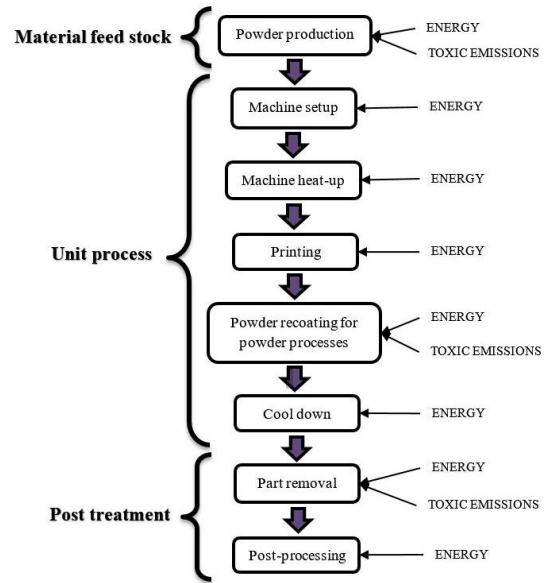 Material feed stock
Powder production
ENERGY
TOXIC EMISSIONS
Unit process
Machine setup
ENERGY
Machine heat-up
ENERGY
Printing
ENERGY
Powder recoating for
powder processes
ENERGY
TOXIC EMISSIONS
Cool down
ENERGY
Post treatment
Part removal
ENERGY
TOXIC EMISSIONS
Post-processing
ENERGY